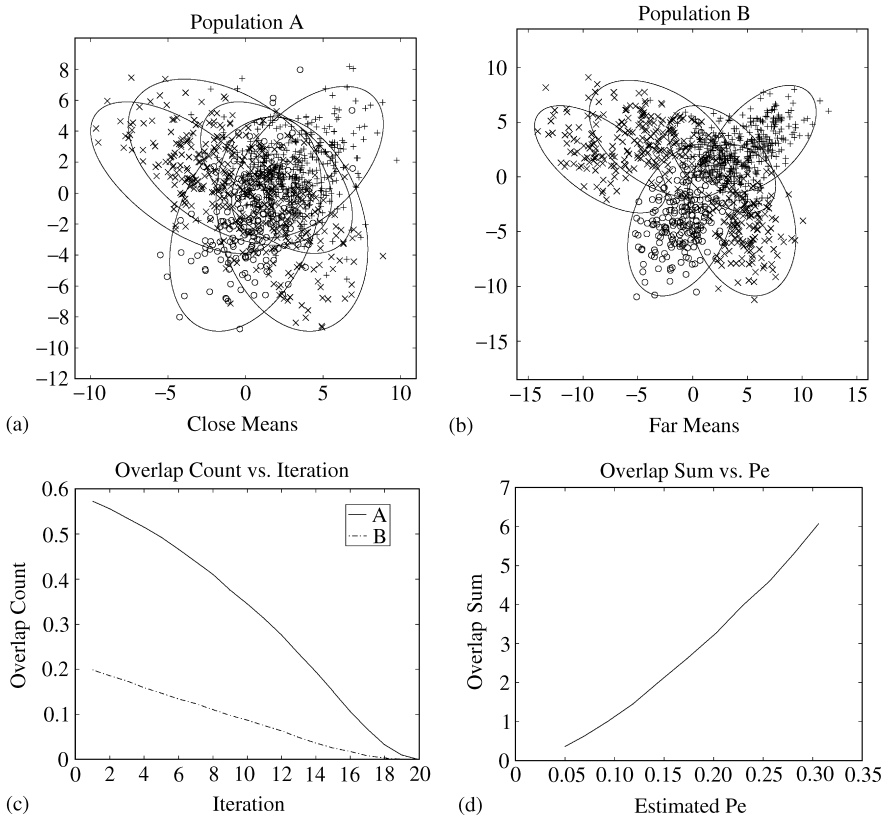 Population A
8
6
4
2
0
−2
−4
−6
−8
−10
−12
−10 −5 0 5 10
(a) Close Means
Population B
10
5
0
−5
−10
−15
−15 −10 −5 0 5 10 15
(b) Far Means
Overlap Count vs. Iteration
0.6
0.5
0.4
0.3
0.2
0.1
0
Overlap Count
A
B
0 2 4 6 8 10 12 14 16 18 20
(c) Iteration
Overlap Sum vs. Pe
7
6
5
4
3
2
1
0
Overlap Sum
0 0.05 0.10 0.15 0.20 0.25 0.30 0.35
(d) Estimated Pe